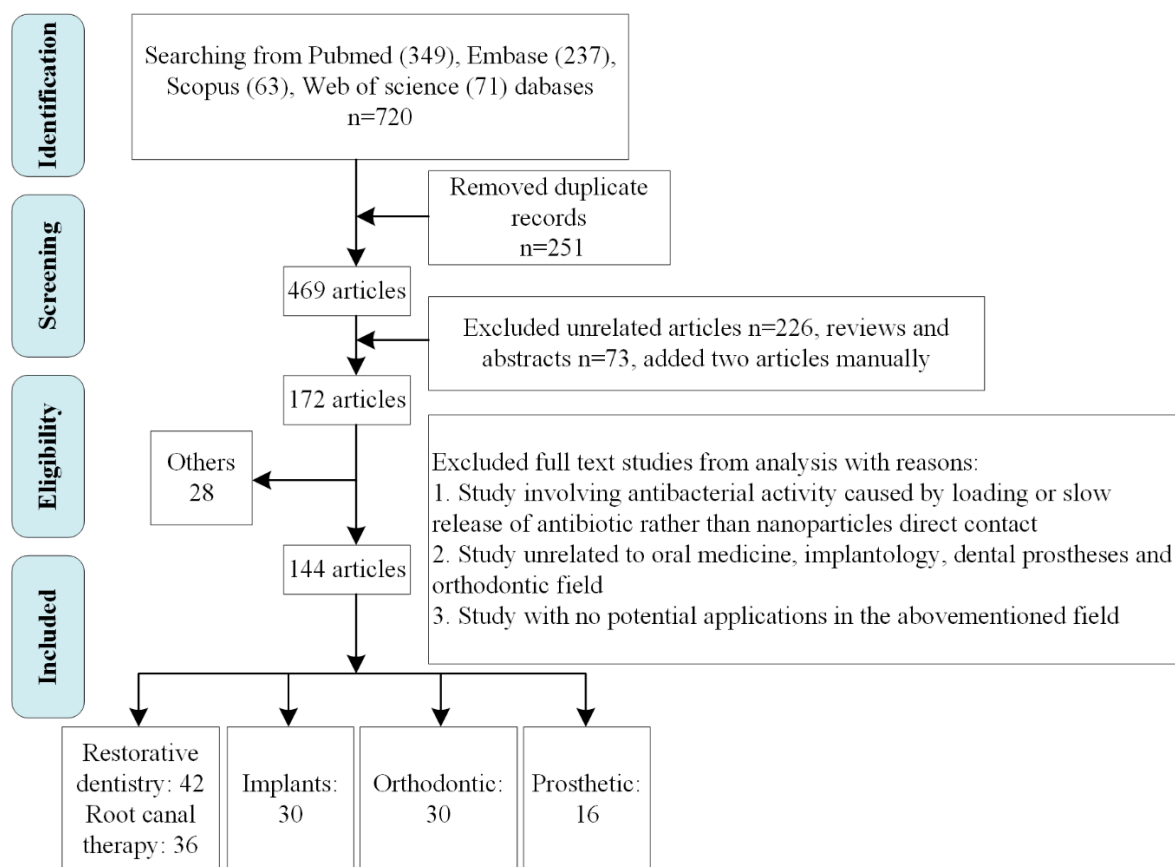 Identification
Searching from Pubmed (349), Embase (237),
Scopus (63), Web of science (71) dabases
n=720
Removed duplicate
records
n=251
Screening
469 articles
Excluded unrelated articles n=226, reviews and
abstracts n=73, added two articles manually
172 articles
Eligibility
Others
28
Excluded full text studies from analysis with reasons:
1. Study involving antibacterial activity caused by loading or slow
release of antibiotic rather than nanoparticles direct contact
2. Study unrelated to oral medicine, implantology, dental prostheses and
orthodontic field
3. Study with no potential applications in the abovementioned field
144 articles
Included
Restorative
dentistry: 42
Root canal
therapy: 36
Implants:
30
Orthodontic:
30
Prosthetic:
16